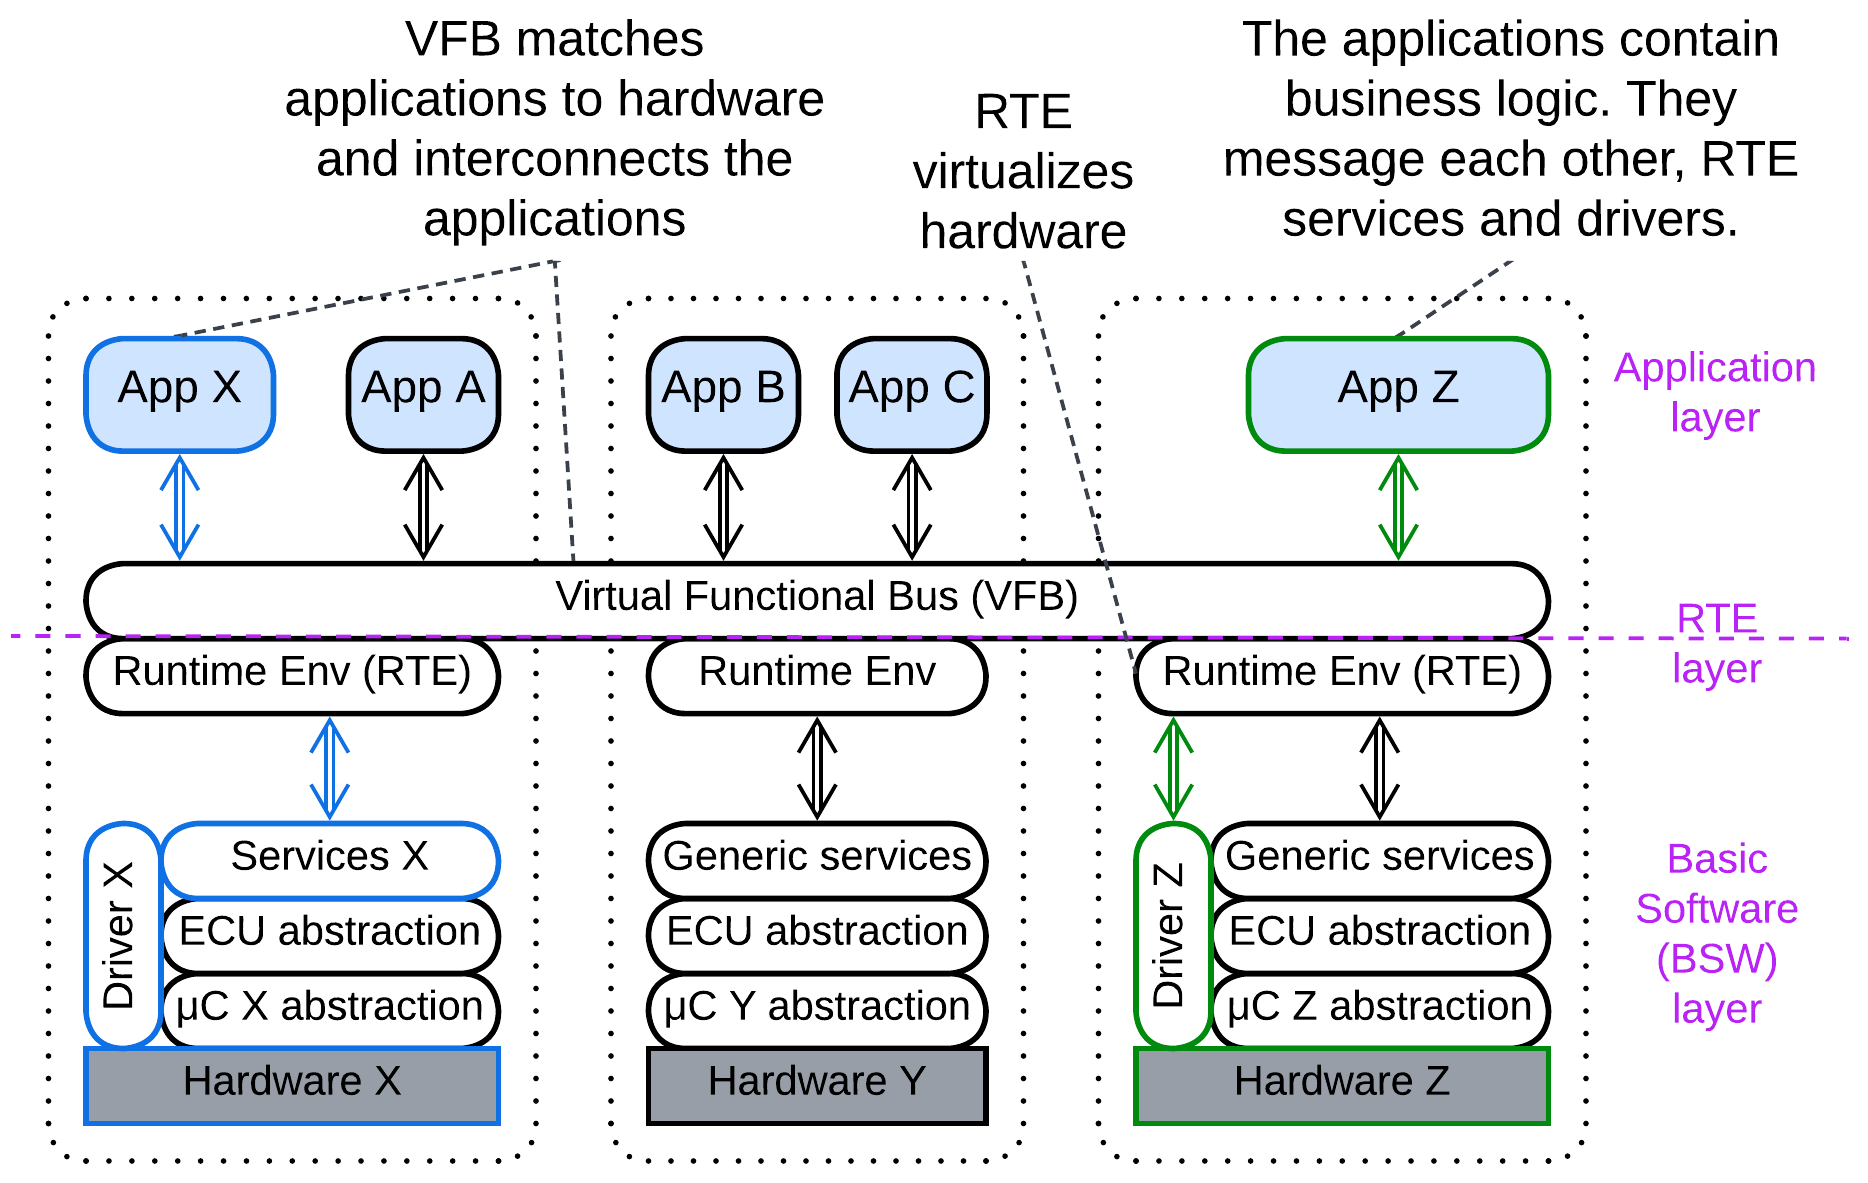 VFB matches
applications to hardware
and interconnects the
applications
RTE
virtualizes
hardware
The applications contain
business logic. They
message each other, RTE
services and drivers.
App X
App A
App B
App C
App Z
Application
layer
Virtual Functional Bus (VFB)
RTE
layer
Runtime Env (RTE)
Runtime Env
Runtime Env (RTE)
Driver X
Services X
ECU abstraction
µC X abstraction
Hardware X
Generic services
ECU abstraction
µC Y abstraction
Hardware Y
Driver Z
Generic services
ECU abstraction
µC Z abstraction
Hardware Z
Basic
Software
(BSW)
layer